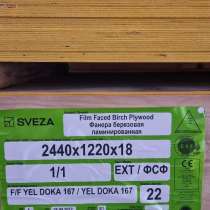 SVEZA
Film Faced Birch Plywood
Фанера березовая
ламинированная
2440x1220x18
1/1
EXT / ФСФ
F/F YEL DOKA 167 / YEL DOKA 167
22